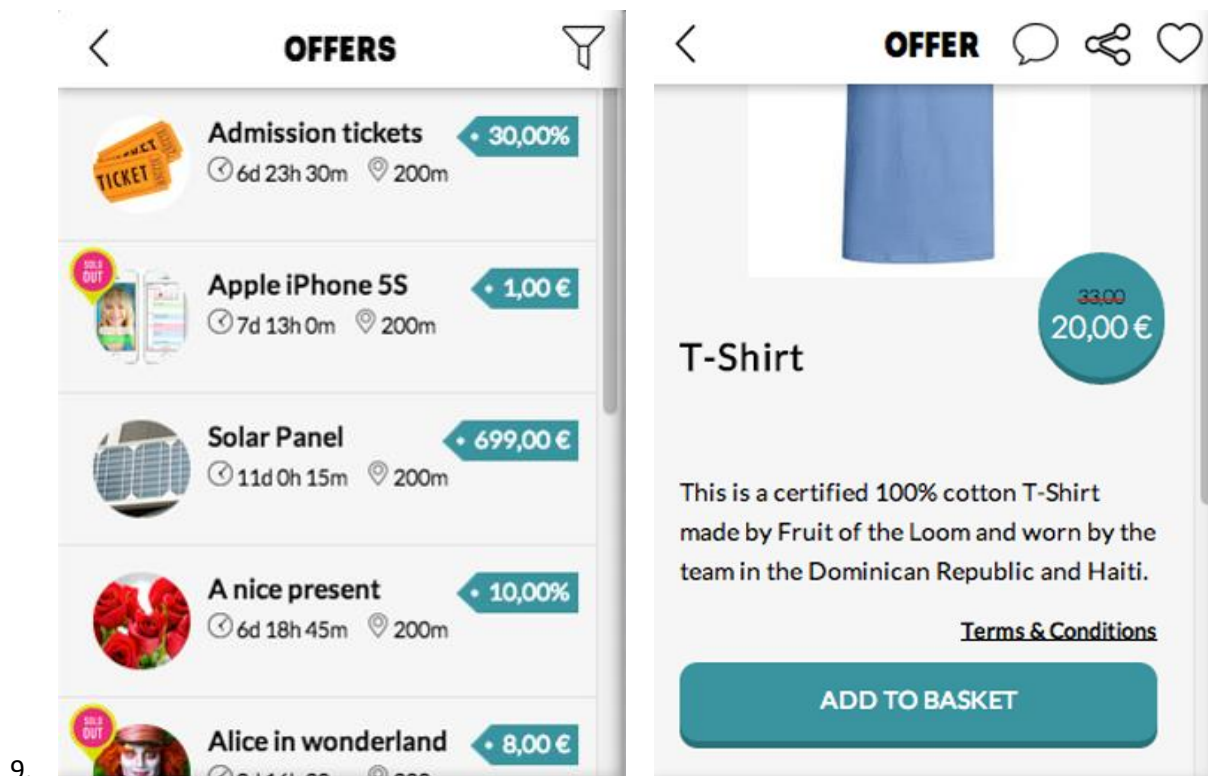 OFFERS
Admission tickets
30,00%
6d 23h 30m 200m
TICKET
TICKET
SOLD
OUT
Apple iPhone 5S
1,00 €
7d 13h 0m 200m
Solar Panel
699,00 €
11d 0h 15m 200m
A nice present
10,00%
6d 18h 45m 200m
SOLD
OUT
Alice in wonderland
8,00 €
9.
OFFER
33,00
20,00 €
T-Shirt
This is a certified 100% cotton T-Shirt
made by Fruit of the Loom and worn by the
team in the Dominican Republic and Haiti.
Terms & Conditions
ADD TO BASKET